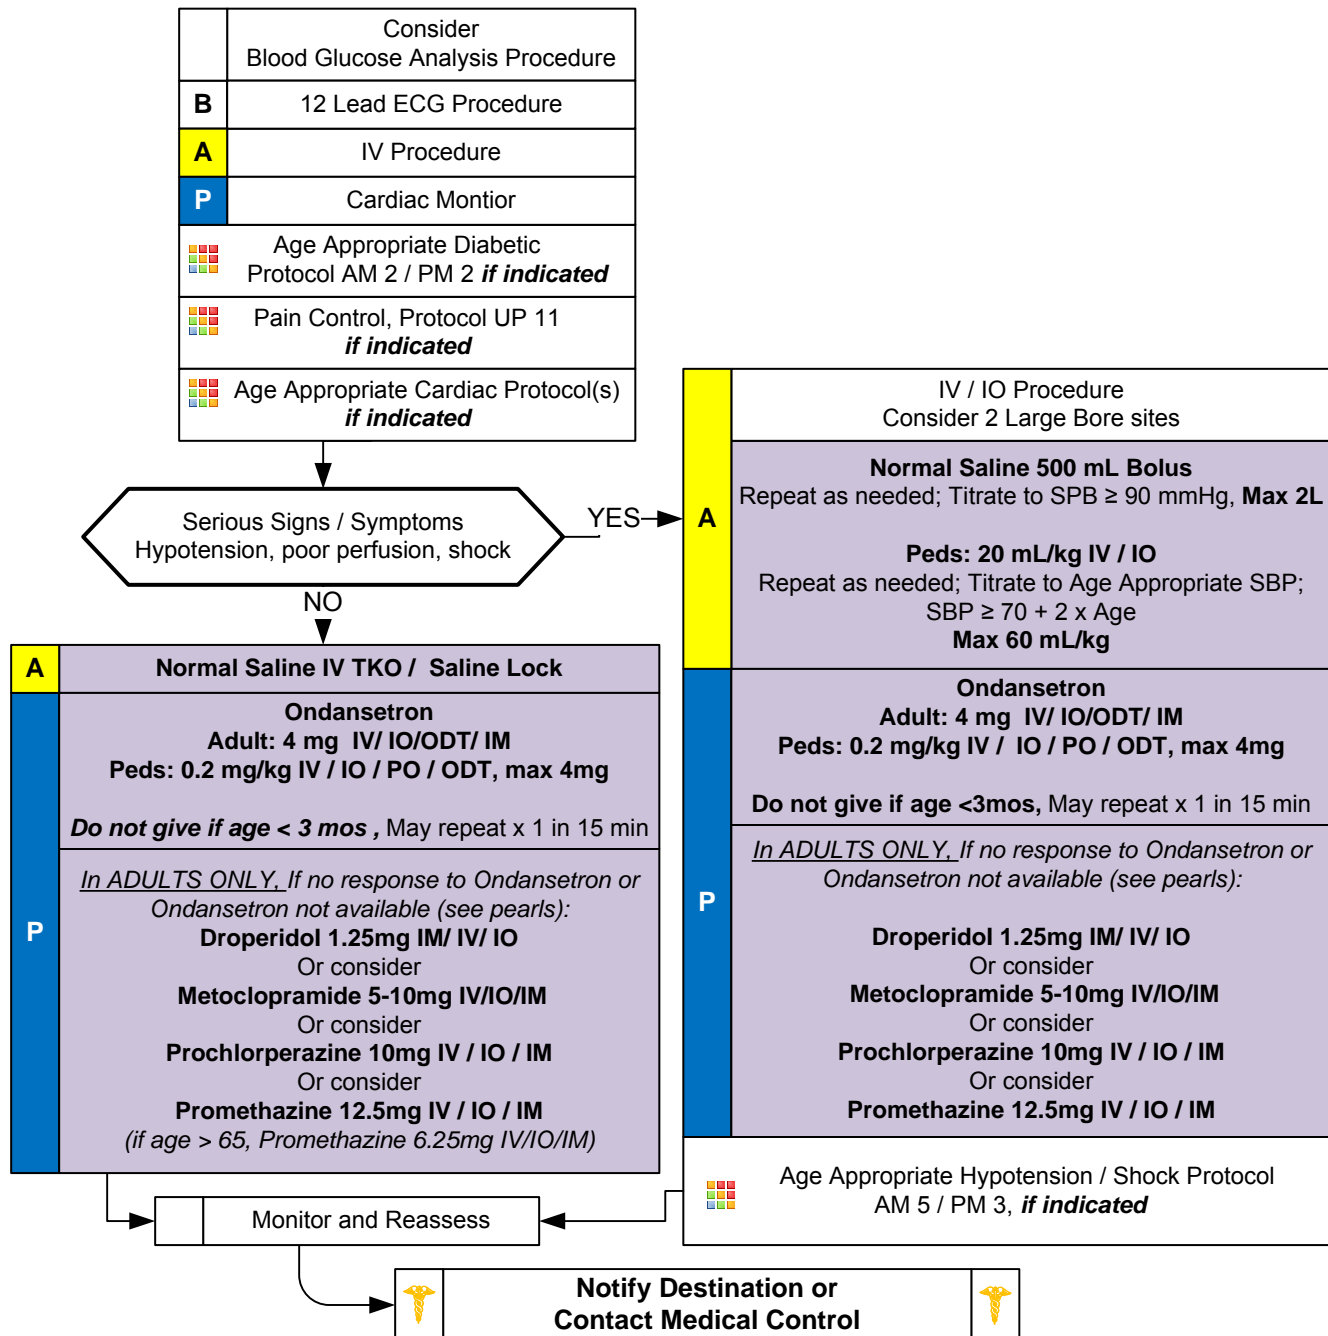 Consider
Blood Glucose Analysis Procedure
B
12 Lead ECG Procedure
A
IV Procedure
P
Cardiac Montior
Age Appropriate Diabetic
Protocol AM 2 / PM 2 if indicated
Pain Control, Protocol UP 11
if indicated
Age Appropriate Cardiac Protocol(s)
if indicated
Serious Signs / Symptoms
Hypotension, poor perfusion, shock
YES
NO
A
Normal Saline IV TKO / Saline Lock
P
Ondansetron
Adult: 4 mg IV/ IO/ODT/ IM
Peds: 0.2 mg/kg IV / IO / PO / ODT, max 4mg
Do not give if age < 3 mos , May repeat x 1 in 15 min
In ADULTS ONLY, If no response to Ondansetron or
Ondansetron not available (see pearls):
Droperidol 1.25mg IM/ IV/ IO
Or consider
Metoclopramide 5-10mg IV/IO/IM
Or consider
Prochlorperazine 10mg IV / IO / IM
Or consider
Promethazine 12.5mg IV / IO / IM
(if age > 65, Promethazine 6.25mg IV/IO/IM)
A
IV / IO Procedure
Consider 2 Large Bore sites
Normal Saline 500 mL Bolus
Repeat as needed; Titrate to SPB ≥ 90 mmHg, Max 2L
Peds: 20 mL/kg IV / IO
Repeat as needed; Titrate to Age Appropriate SBP;
SBP ≥ 70 + 2 x Age
Max 60 mL/kg
P
Ondansetron
Adult: 4 mg IV/ IO/ODT/ IM
Peds: 0.2 mg/kg IV / IO / PO / ODT, max 4mg
Do not give if age <3mos, May repeat x 1 in 15 min
In ADULTS ONLY, If no response to Ondansetron or
Ondansetron not available (see pearls):
Droperidol 1.25mg IM/ IV/ IO
Or consider
Metoclopramide 5-10mg IV/IO/IM
Or consider
Prochlorperazine 10mg IV / IO / IM
Or consider
Promethazine 12.5mg IV / IO / IM
Age Appropriate Hypotension / Shock Protocol
AM 5 / PM 3, if indicated
Monitor and Reassess
Notify Destination or
Contact Medical Control